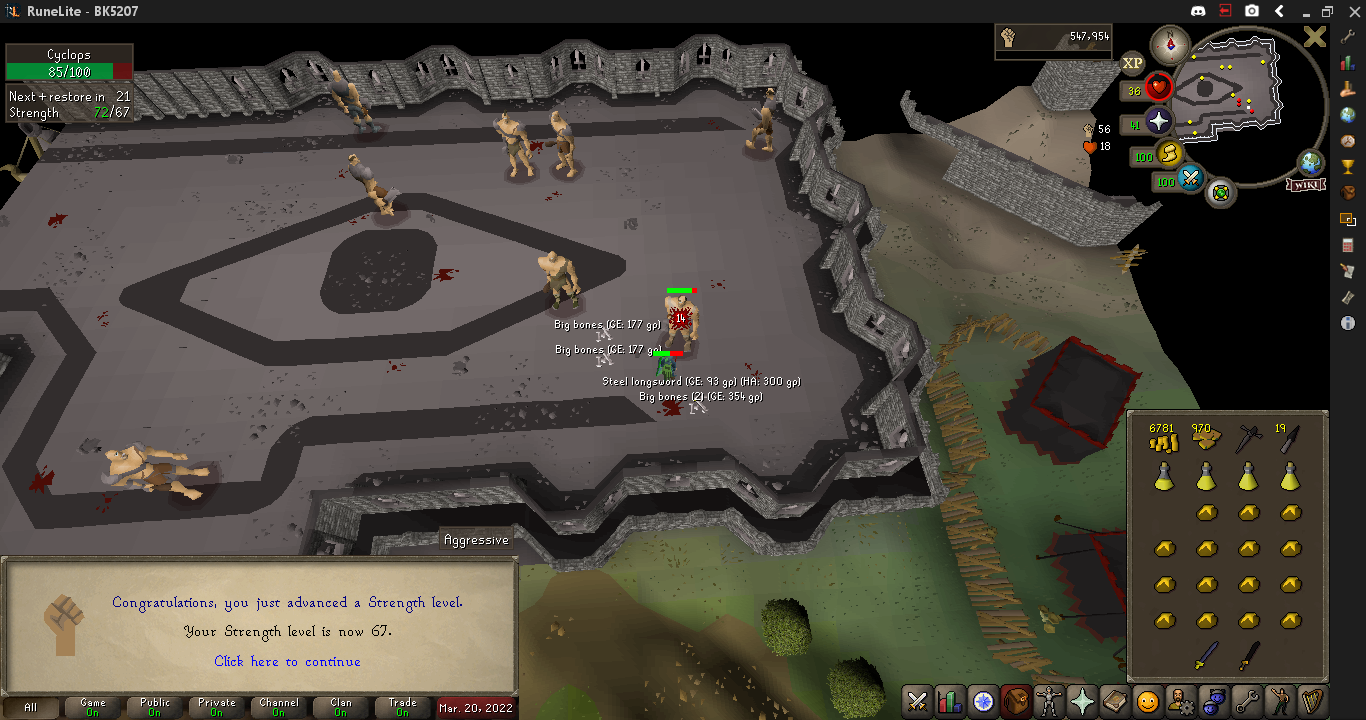 RuneLite - BK5207
Cyclops
85/100
Next + restore in 21
Strength 72/67
547,954
N
XP
36
41
100
100
WIKI
56
18
Big bones (GE: 177 gp)
Big bones (GE: 177 gp)
14
Steel longsword (GE: 93 gp) (HA: 300 gp)
Big bones (2) (GE: 354 gp)
6781
970
19
Aggressive
Congratulations, you just advanced a Strength level.
Your Strength level is now 67.
Click here to continue
All
Game
On
Public
On
Private
On
Channel
On
Clan
On
Trade
On
Mar. 20, 2022